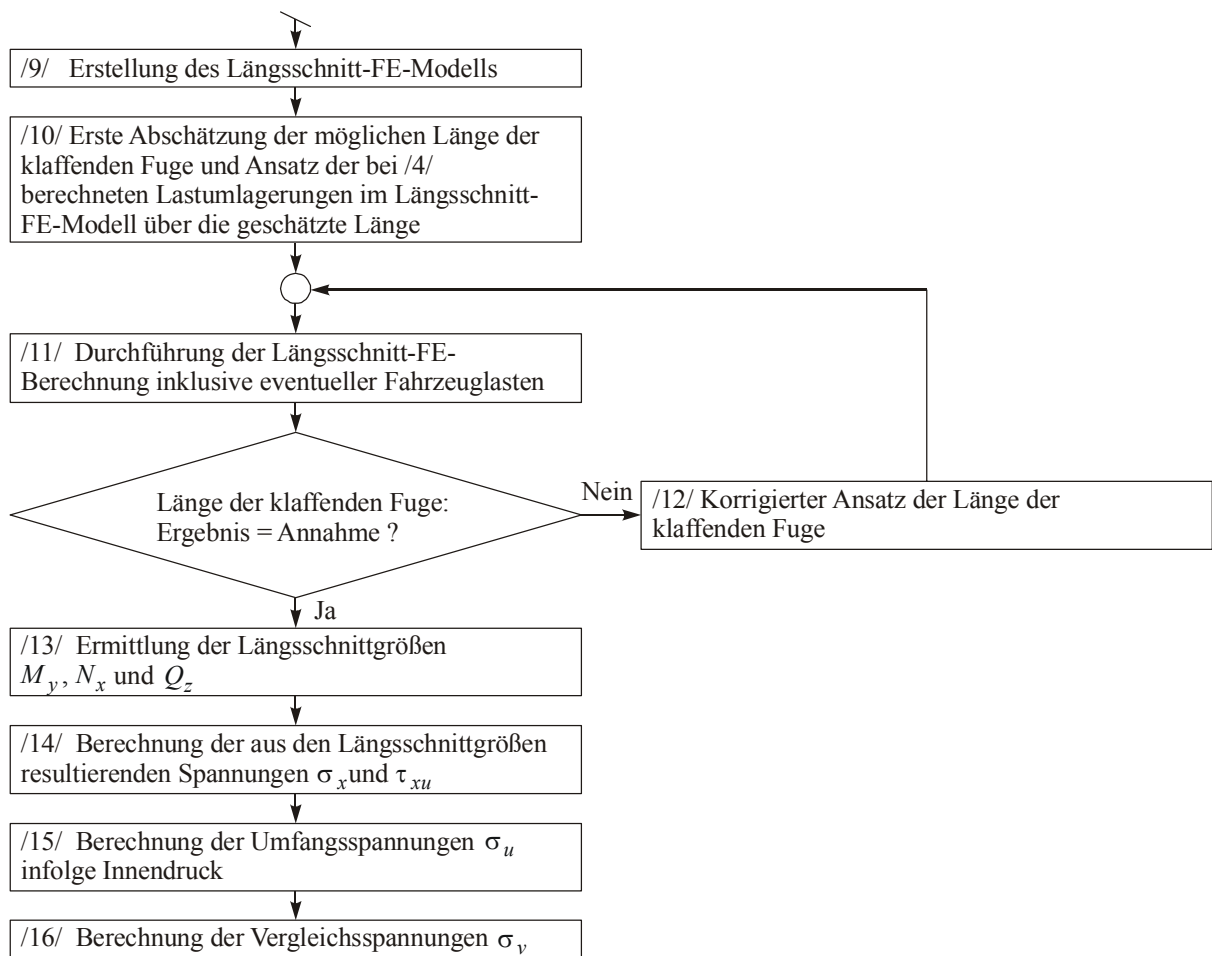 /9/ Erstellung des Längsschnitt-FE-Modells
/10/ Erste Abschätzung der möglichen Länge der
klaffenden Fuge und Ansatz der bei /4/
berechneten Lastumlagerungen im Längsschnitt-
FE-Modell über die geschätzte Länge
/11/ Durchführung der Längsschnitt-FE-
Berechnung inklusive eventueller Fahrzeuglasten
Länge der klaffenden Fuge:
Ergebnis = Annahme ?
Nein
/12/ Korrigierter Ansatz der Länge der
klaffenden Fuge
Ja
/13/ Ermittlung der Längsschnittgrößen
M_y, N_x und Q_z
/14/ Berechnung der aus den Längsschnittgrößen
resultierenden Spannungen σ_x und τ_xu
/15/ Berechnung der Umfangsspannungen σ_u
infolge Innendruck
/16/ Berechnung der Vergleichsspannungen σ_v